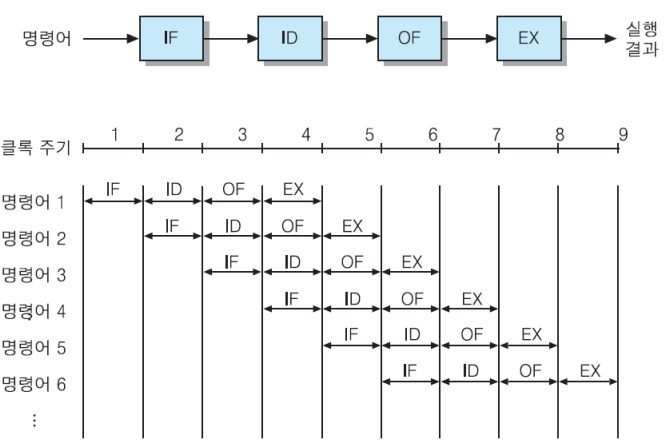 명령어 IF ID OF EX 실행
결과
클록 주기 1 2 3 4 5 6 7 8 9
명령어 1 IF ID OF EX
명령어 2 IF ID OF EX
명령어 3 IF ID OF EX
명령어 4 IF ID OF EX
명령어 5 IF ID OF EX
명령어 6 IF ID OF EX
⋮